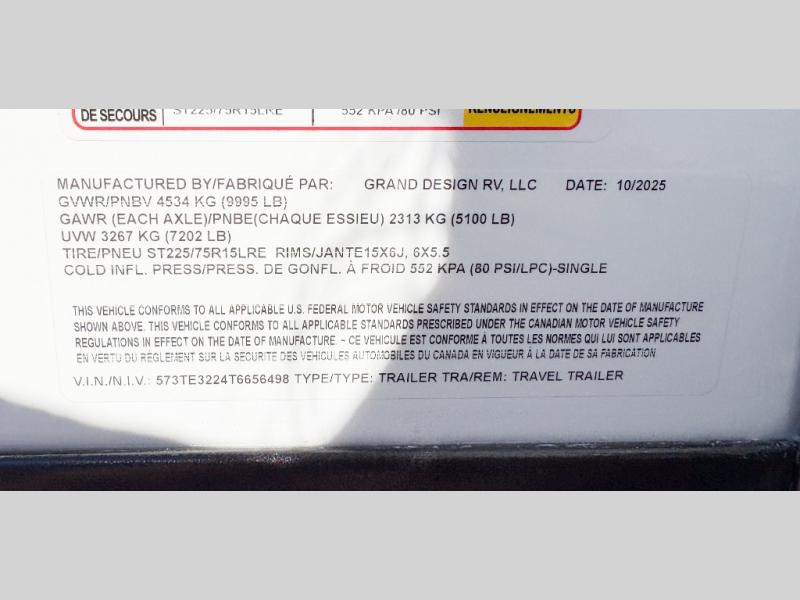 DE SECOURS ST225/75R15LRE 552 KPA /80 PSI RENSEIGNEMENTS
MANUFACTURED BY/FABRIQUÉ PAR: GRAND DESIGN RV, LLC DATE: 10/2025
GVWR/PNBV 4534 KG (9995 LB)
GAWR (EACH AXLE)/PNBE(CHAQUE ESSIEU) 2313 KG (5100 LB)
UVW 3267 KG (7202 LB)
TIRE/PNEU ST225/75R15LRE RIMS/JANTE15X6J, 6X5.5
COLD INFL. PRESS/PRESS. DE GONFL. À FROID 552 KPA (80 PSI/LPC)-SINGLE
THIS VEHICLE CONFORMS TO ALL APPLICABLE U.S. FEDERAL MOTOR VEHICLE SAFETY STANDARDS IN EFFECT ON THE DATE OF MANUFACTURE
SHOWN ABOVE. THIS VEHICLE CONFORMS TO ALL APPLICABLE STANDARDS PRESCRIBED UNDER THE CANADIAN MOTOR VEHICLE SAFETY
REGULATIONS IN EFFECT ON THE DATE OF MANUFACTURE. ~ CE VEHICULE EST CONFORME À TOUTES LES NORMES QUI LUI SONT APPLICABLES
EN VERTU DU RÈGLEMENT SUR LA SECURITE DES VEHICULES AUTOMOBILES DU CANADA EN VIGUEUR À LA DATE DE SA FABRICATION
V.I.N./N.I.V.: 573TE3224T6656498 TYPE/TYPE: TRAILER TRA/REM: TRAVEL TRAILER